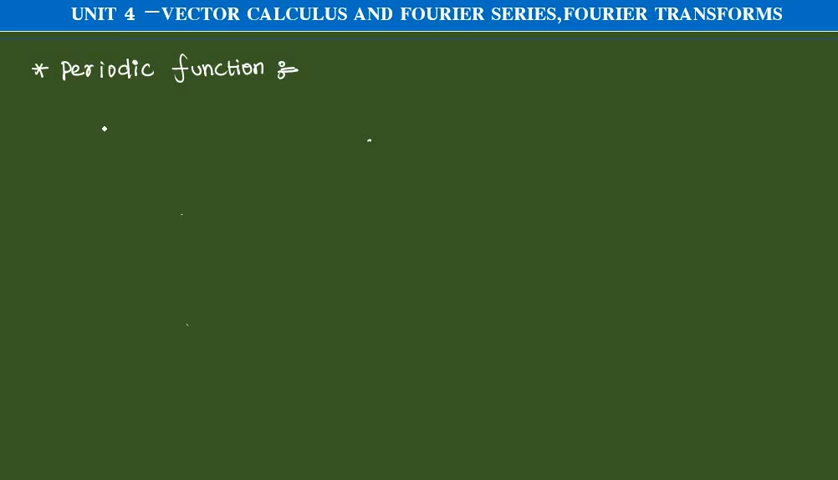 UNIT 4 —VECTOR CALCULUS AND FOURIER SERIES,FOURIER TRANSFORMS
* Periodic function :-